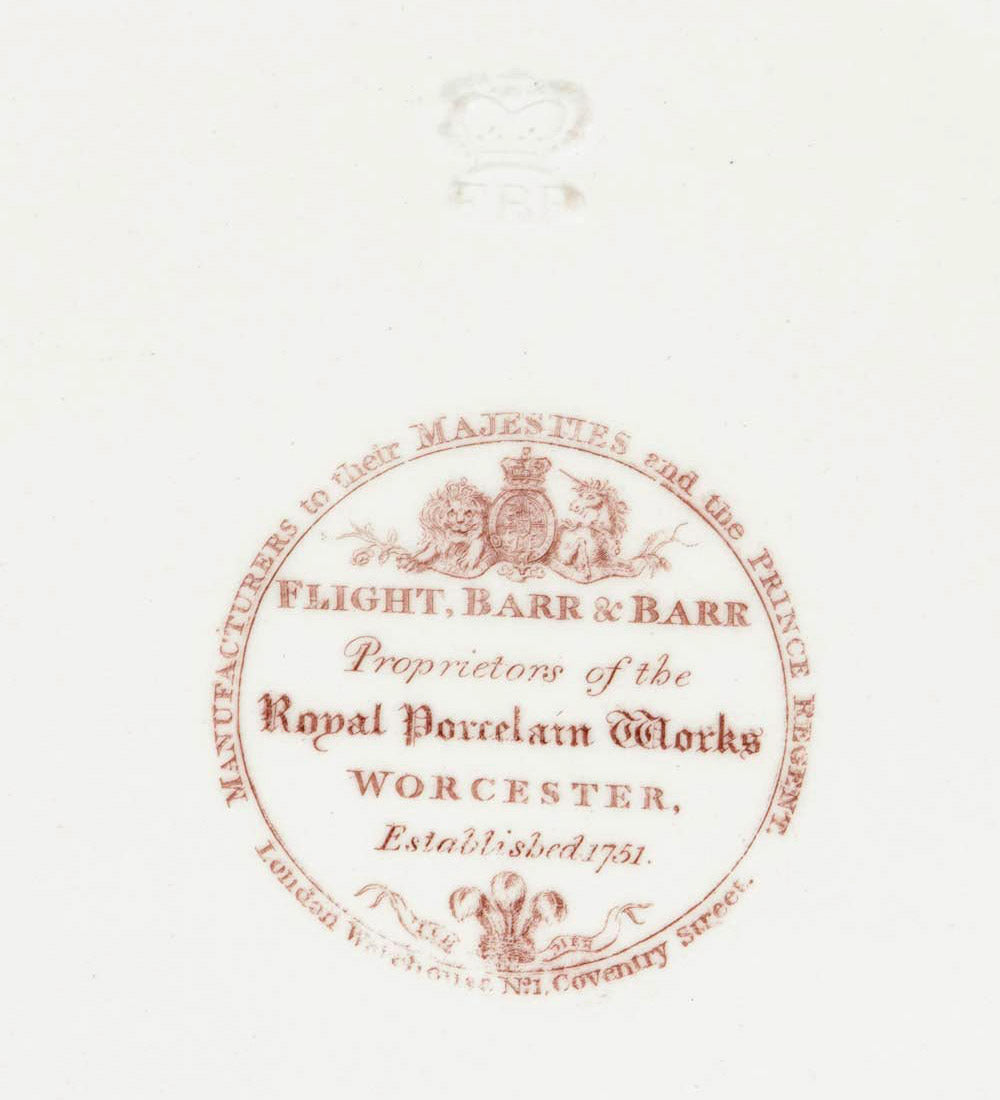 FBB
MANUFACTURERS to their MAJESTIES and the PRINCE REGENT.
FLIGHT, BARR & BARR
Proprietors of the
Royal Porcelain Works
WORCESTER,
Established 1751.
London Warehouse, No. 1, Coventry Street.